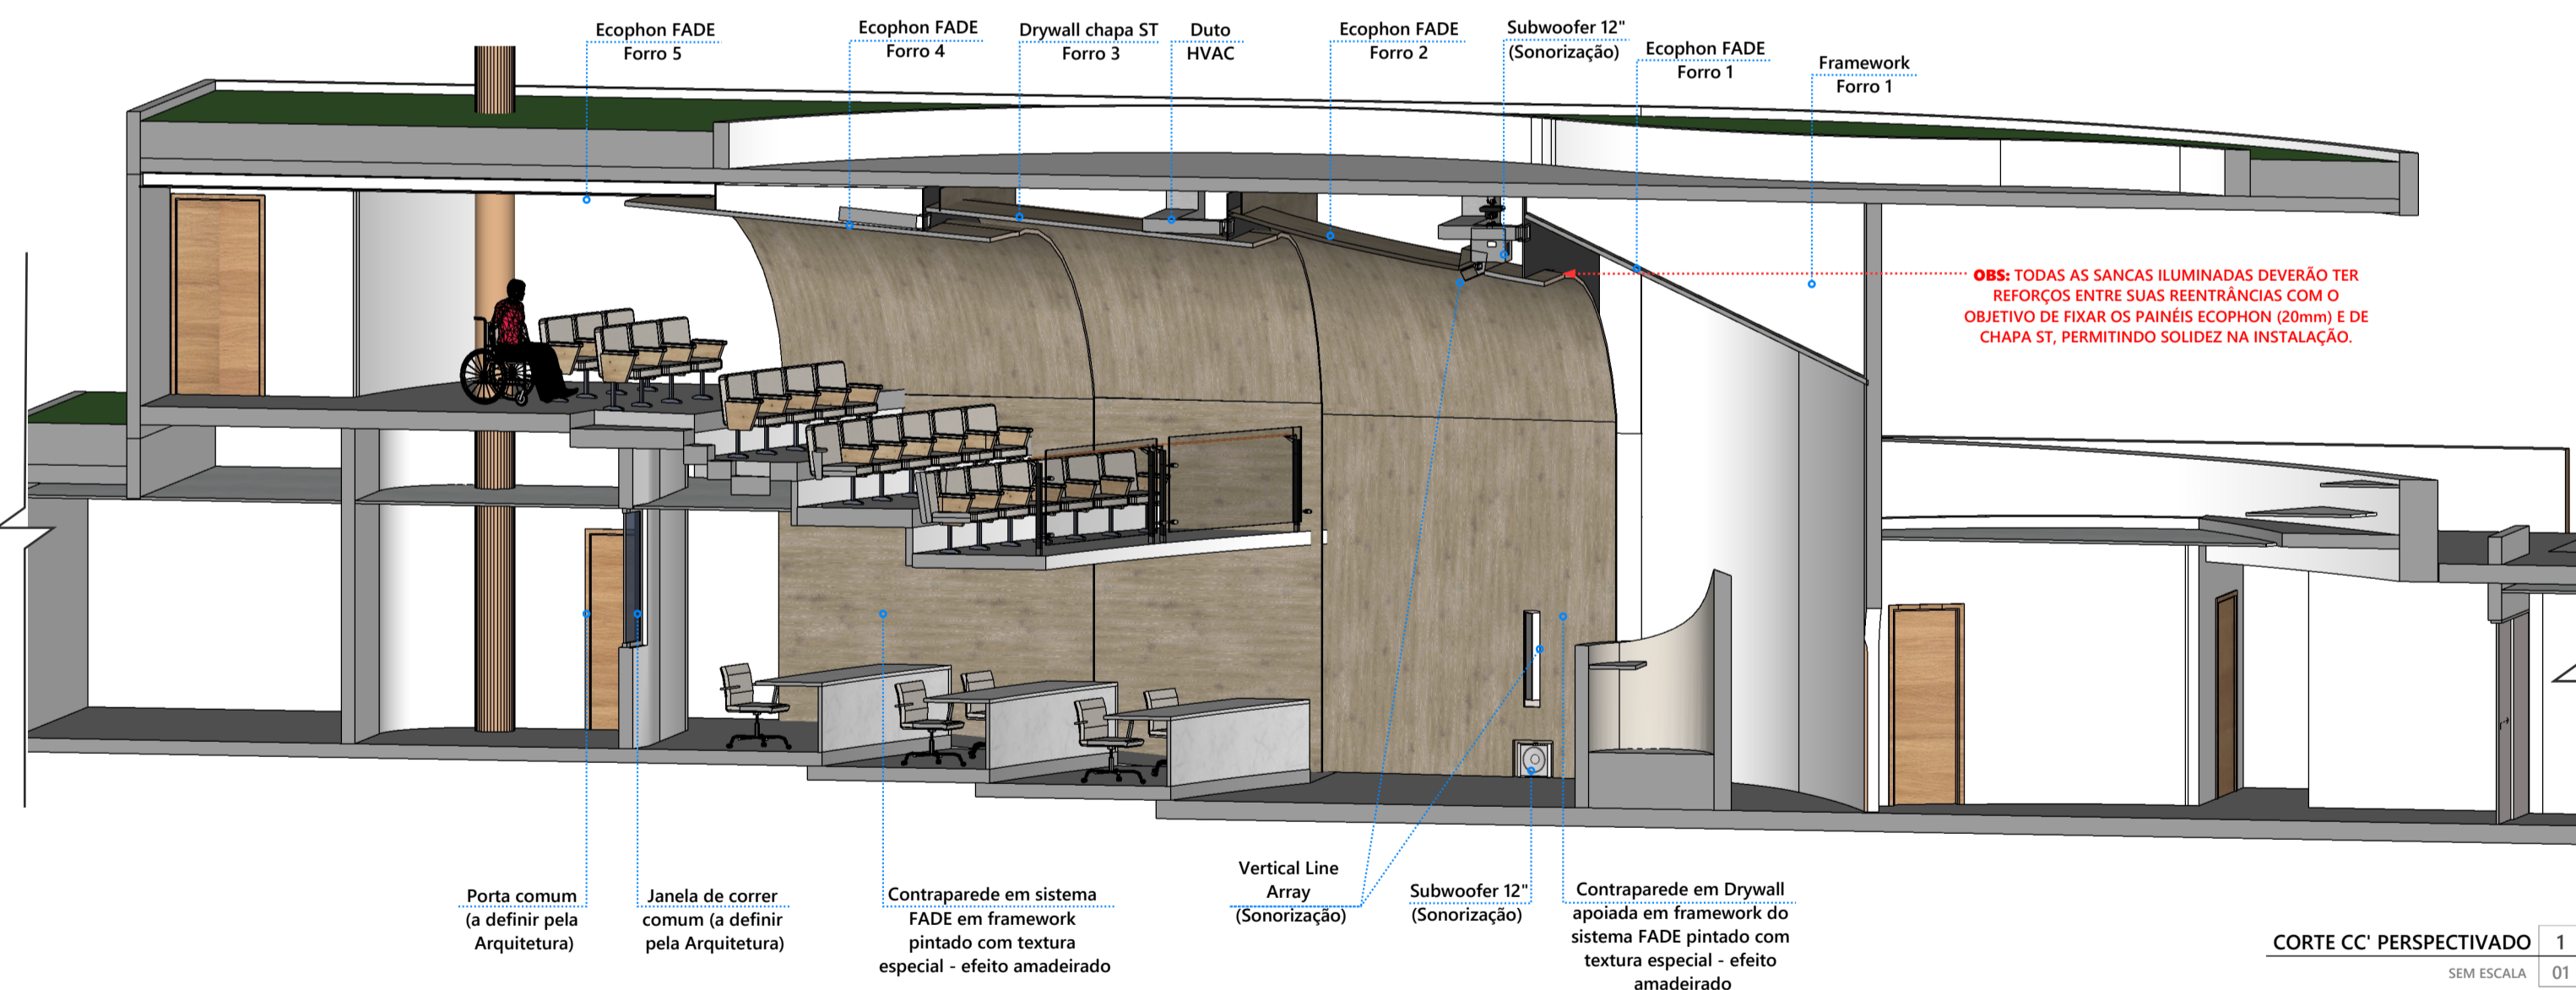 Ecophon FADE
Forro 5
Ecophon FADE
Forro 4
Drywall chapa ST
Forro 3
Duto
HVAC
Ecophon FADE
Forro 2
Subwoofer 12"
(Sonorização)
Ecophon FADE
Forro 1
Framework
Forro 1
OBS: TODAS AS SANCAS ILUMINADAS DEVERÃO TER
REFORÇOS ENTRE SUAS REENTRÂNCIAS COM O
OBJETIVO DE FIXAR OS PAINÉIS ECOPHON (20mm) E DE
CHAPA ST, PERMITINDO SOLIDEZ NA INSTALAÇÃO.
Porta comum
(a definir pela
Arquitetura)
Janela de correr
comum (a definir
pela Arquitetura)
Contraparede em sistema
FADE em framework
pintado com textura
especial - efeito amadeirado
Vertical Line
Array
(Sonorização)
Subwoofer 12"
(Sonorização)
Contraparede em Drywall
apoiada em framework do
sistema FADE pintado com
textura especial - efeito
amadeirado
CORTE CC' PERSPECTIVADO 1
SEM ESCALA 01